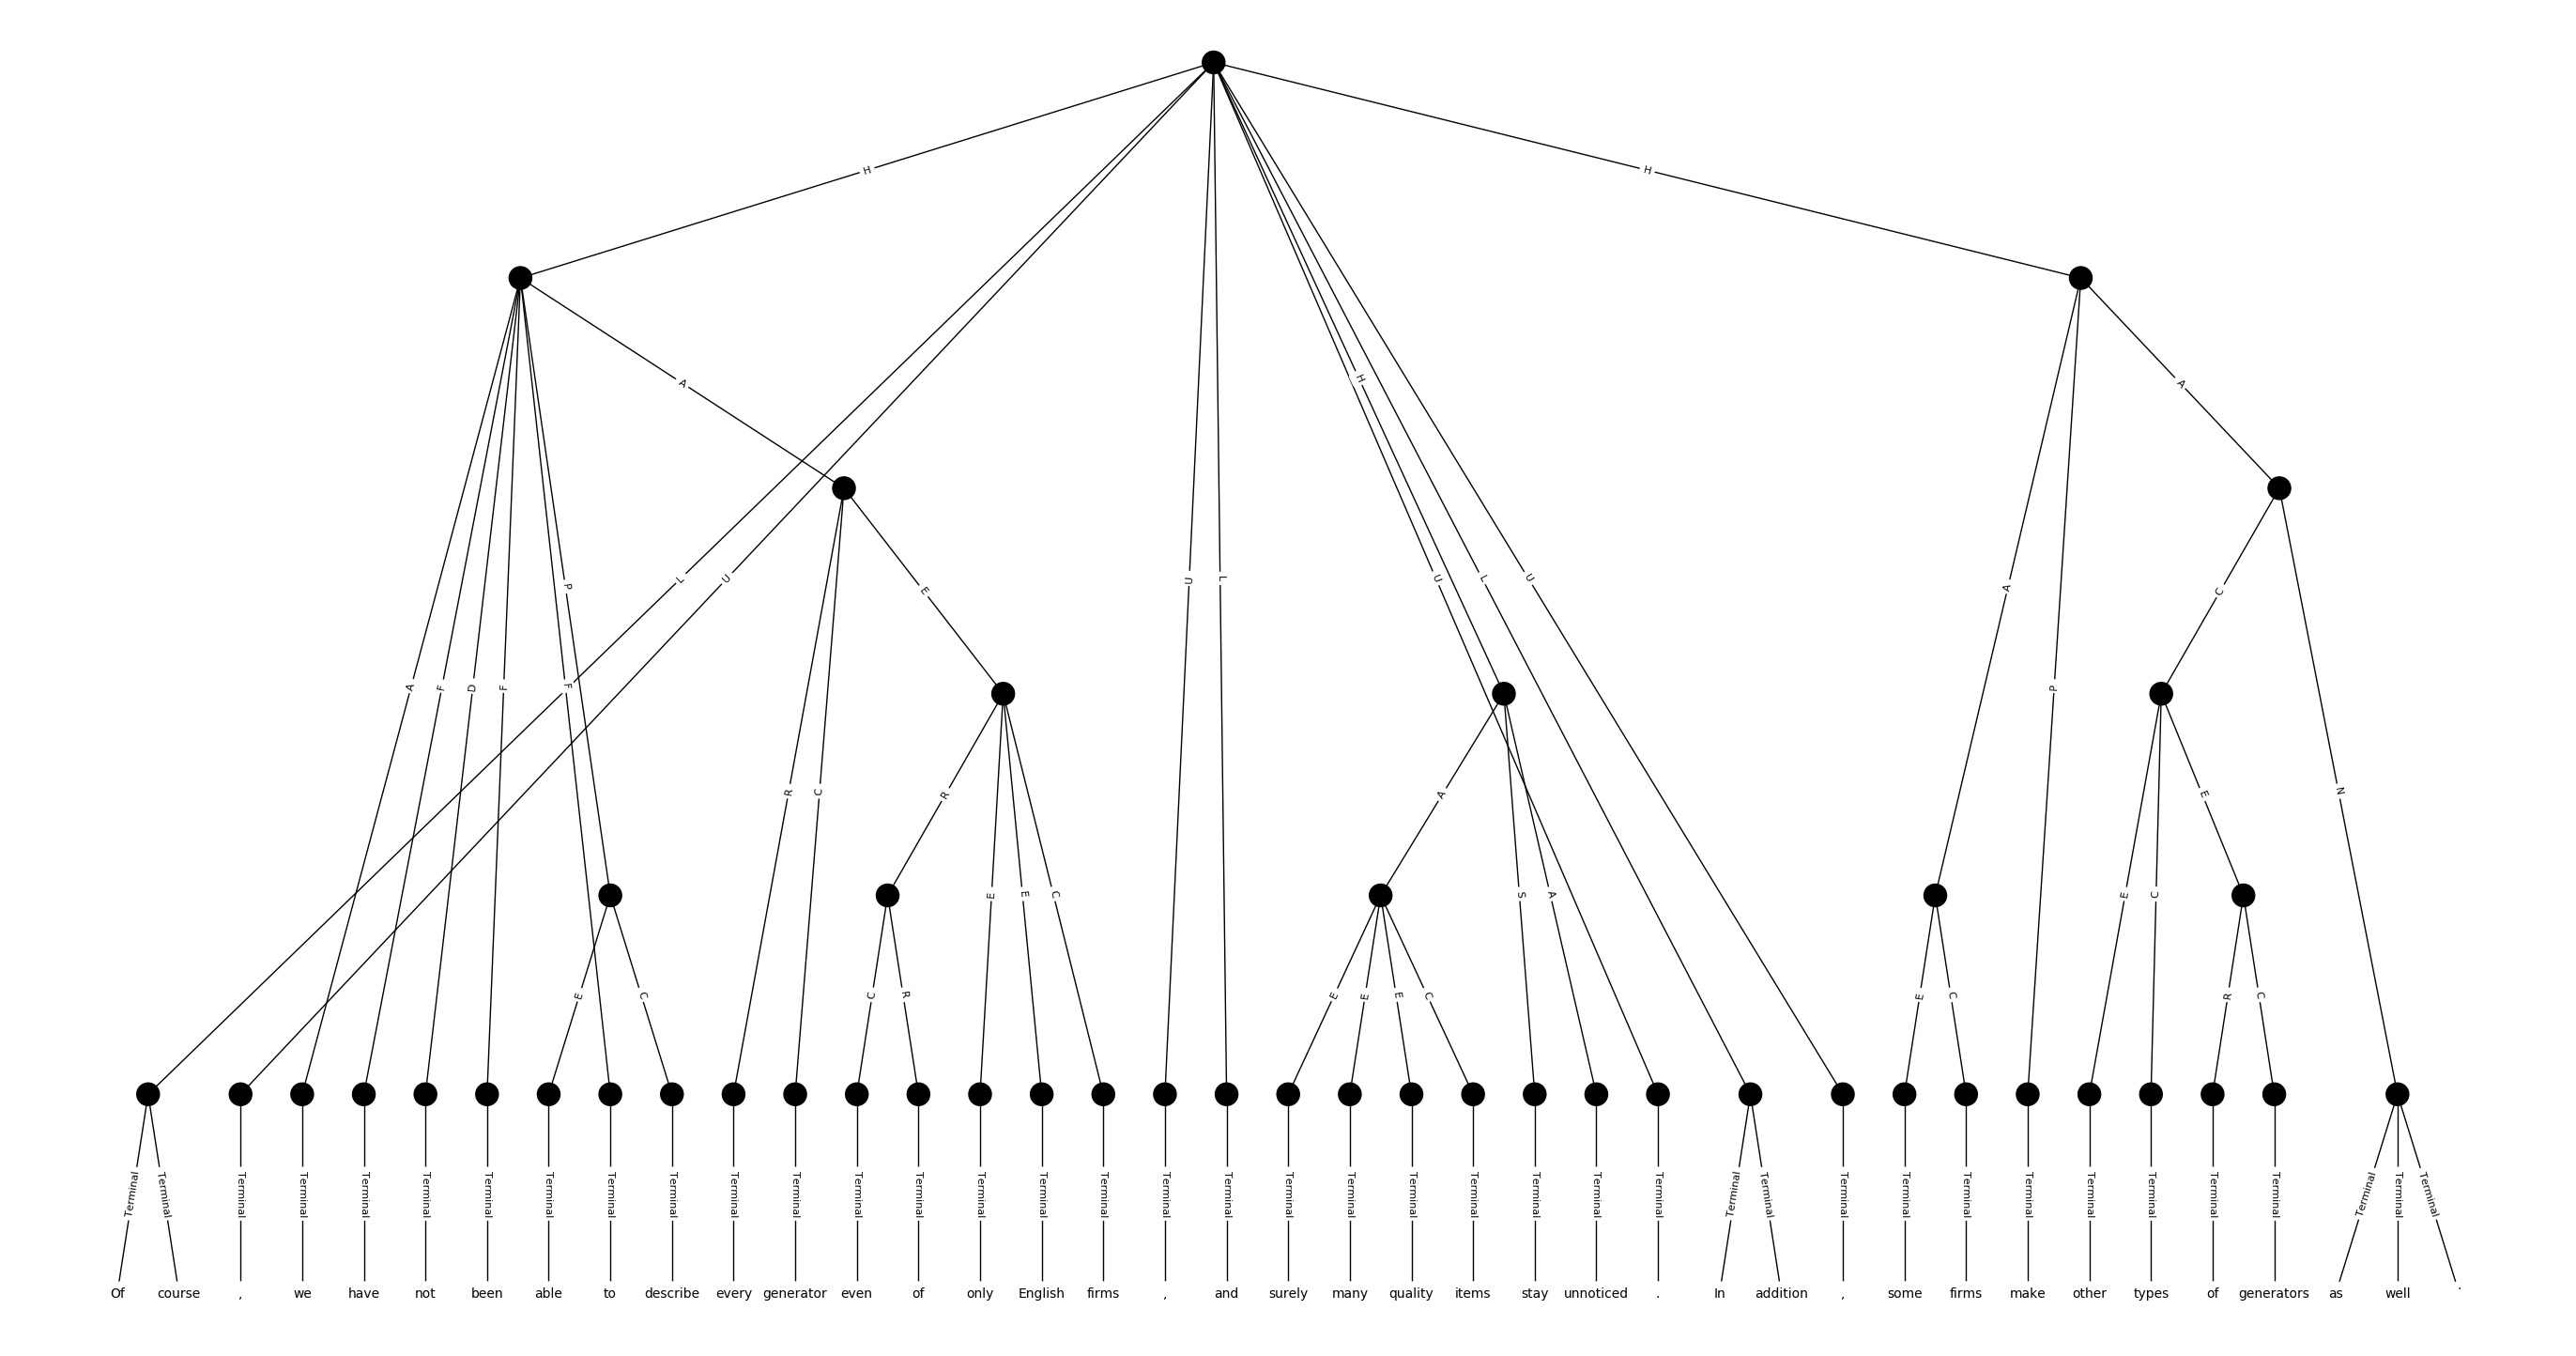 H H
A H A
L U P U L U L U A C E
A F D F F P
R C R E E C A S A E C E N
E C C R E E E C E C R C
Terminal Terminal Terminal Terminal Terminal Terminal Terminal Terminal Terminal Terminal Terminal Terminal Terminal Terminal Terminal Terminal Terminal Terminal Terminal Terminal Terminal Terminal Terminal Terminal Terminal Terminal Terminal Terminal Terminal Terminal Terminal Terminal Terminal Terminal Terminal Terminal Terminal Terminal Terminal
Of course , we have not been able to describe every generator even of only English firms , and surely many quality items stay unnoticed . In addition , some firms make other types of generators as well .